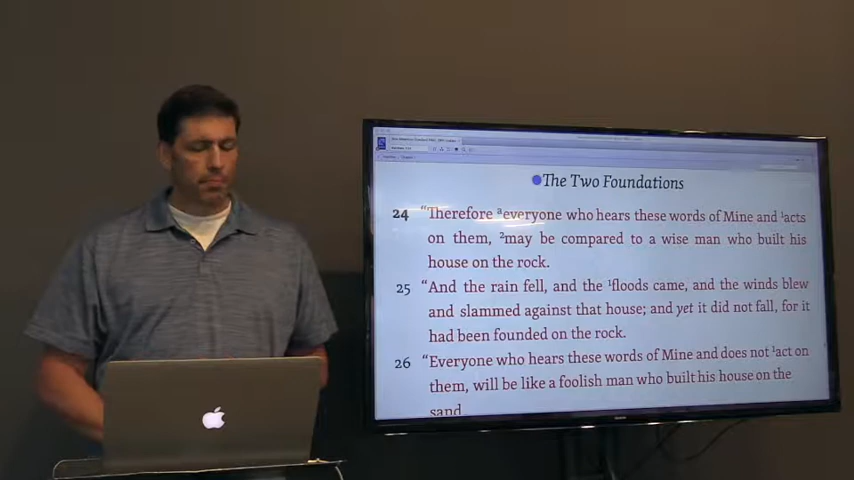 The Two Foundations
24 "Therefore ᵃeveryone who hears these words of Mine and ¹acts
on them, ²may be compared to a wise man who built his
house on the rock.
25 "And the rain fell, and the ¹floods came, and the winds blew
and slammed against that house; and yet it did not fall, for it
had been founded on the rock.
26 "Everyone who hears these words of Mine and does not ¹act on
them, will be like a foolish man who built his house on the
sand.